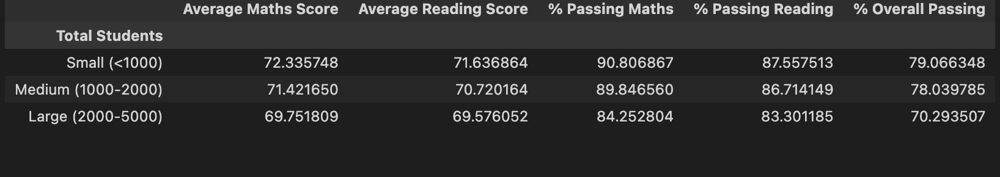 Average Maths Score Average Reading Score % Passing Maths % Passing Reading % Overall Passing
Total Students
Small (<1000) 72.335748 71.636864 90.806867 87.557513 79.066348
Medium (1000-2000) 71.421650 70.720164 89.846560 86.714149 78.039785
Large (2000-5000) 69.751809 69.576052 84.252804 83.301185 70.293507